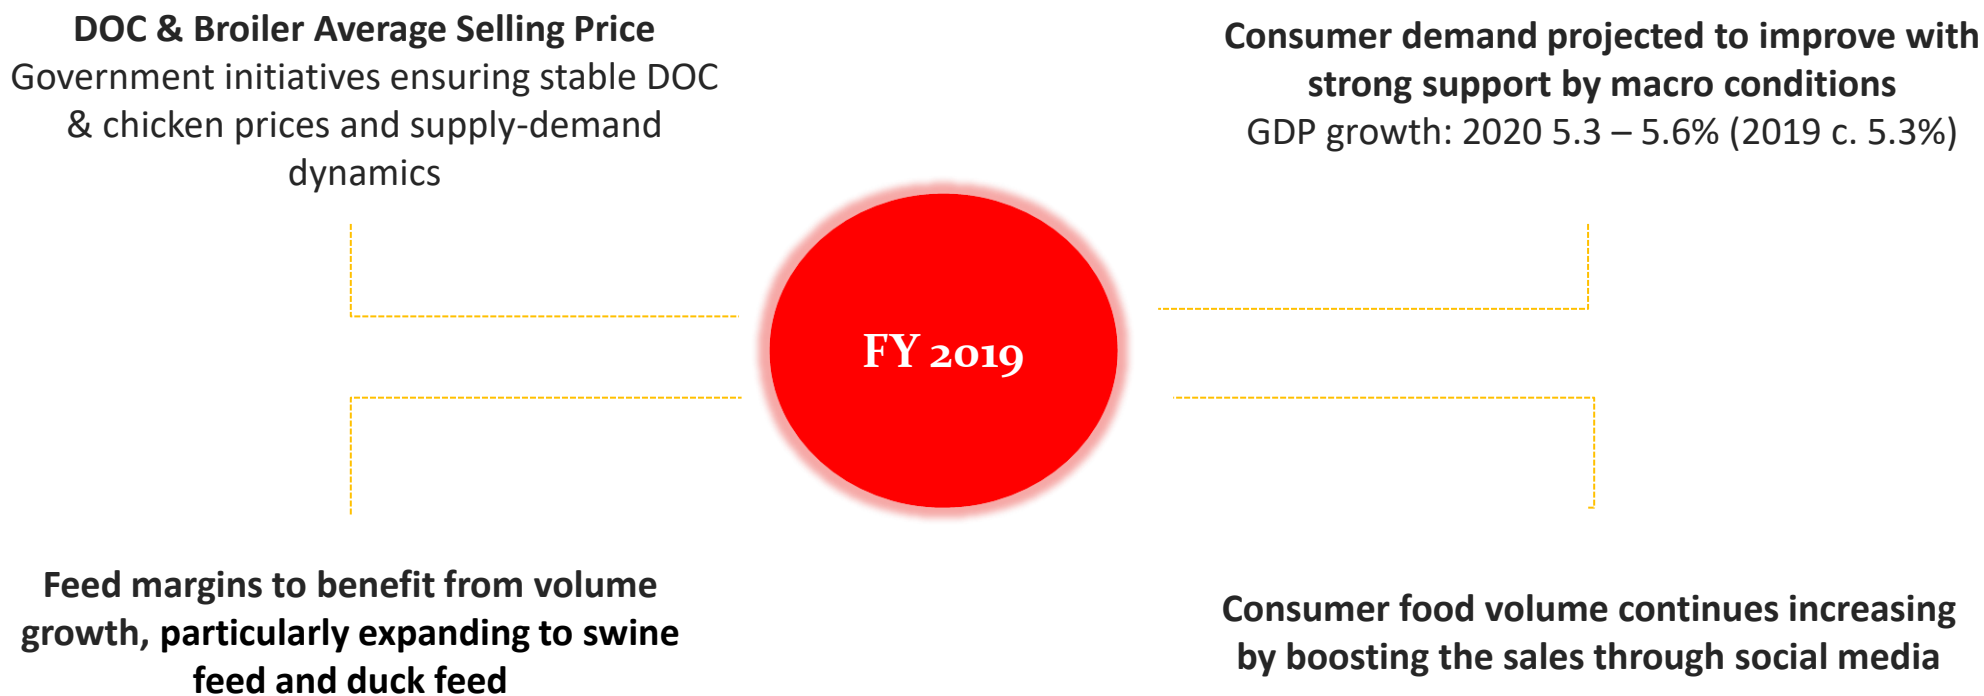 DOC & Broiler Average Selling Price
Government initiatives ensuring stable DOC
& chicken prices and supply-demand
dynamics
Consumer demand projected to improve with
strong support by macro conditions
GDP growth: 2020 5.3 – 5.6% (2019 c. 5.3%)
FY 2019
Feed margins to benefit from volume
growth, particularly expanding to swine
feed and duck feed
Consumer food volume continues increasing
by boosting the sales through social media